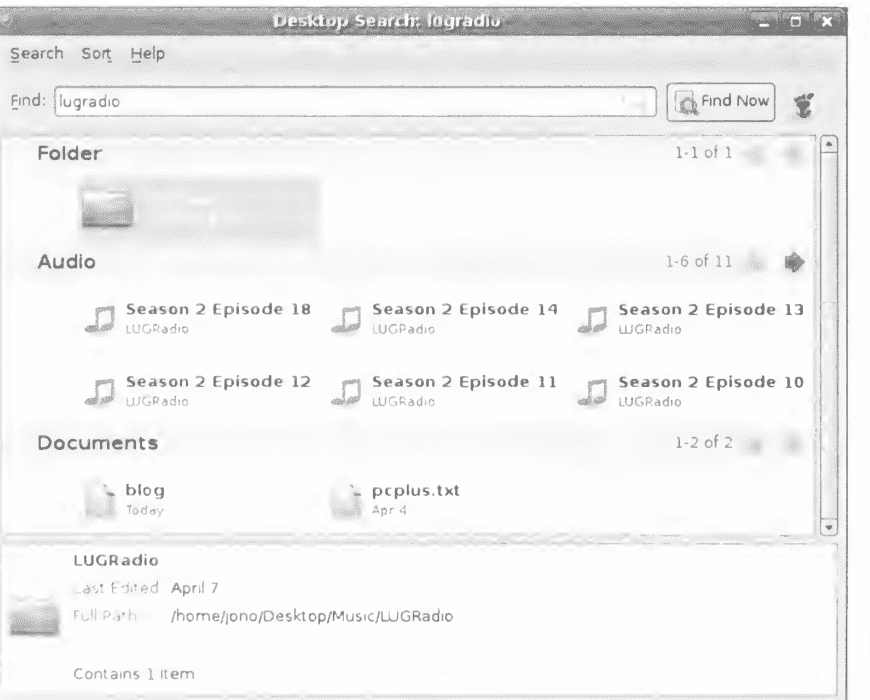 Desktop Search: lugradio
Search Sort Help
Find: lugradio Find Now
Folder 1-1 of 1
Audio 1-6 of 11
Season 2 Episode 18 Season 2 Episode 14 Season 2 Episode 13
LUGRadio LUGRadio LUGRadio
Season 2 Episode 12 Season 2 Episode 11 Season 2 Episode 10
LUGRadio LUGRadio LUGRadio
Documents 1-2 of 2
blog pcplus.txt
Today Apr 4
LUGRadio
Last Edited April 7
Full Path /home/jono/Desktop/Music/LUGRadio
Contains 1 Item